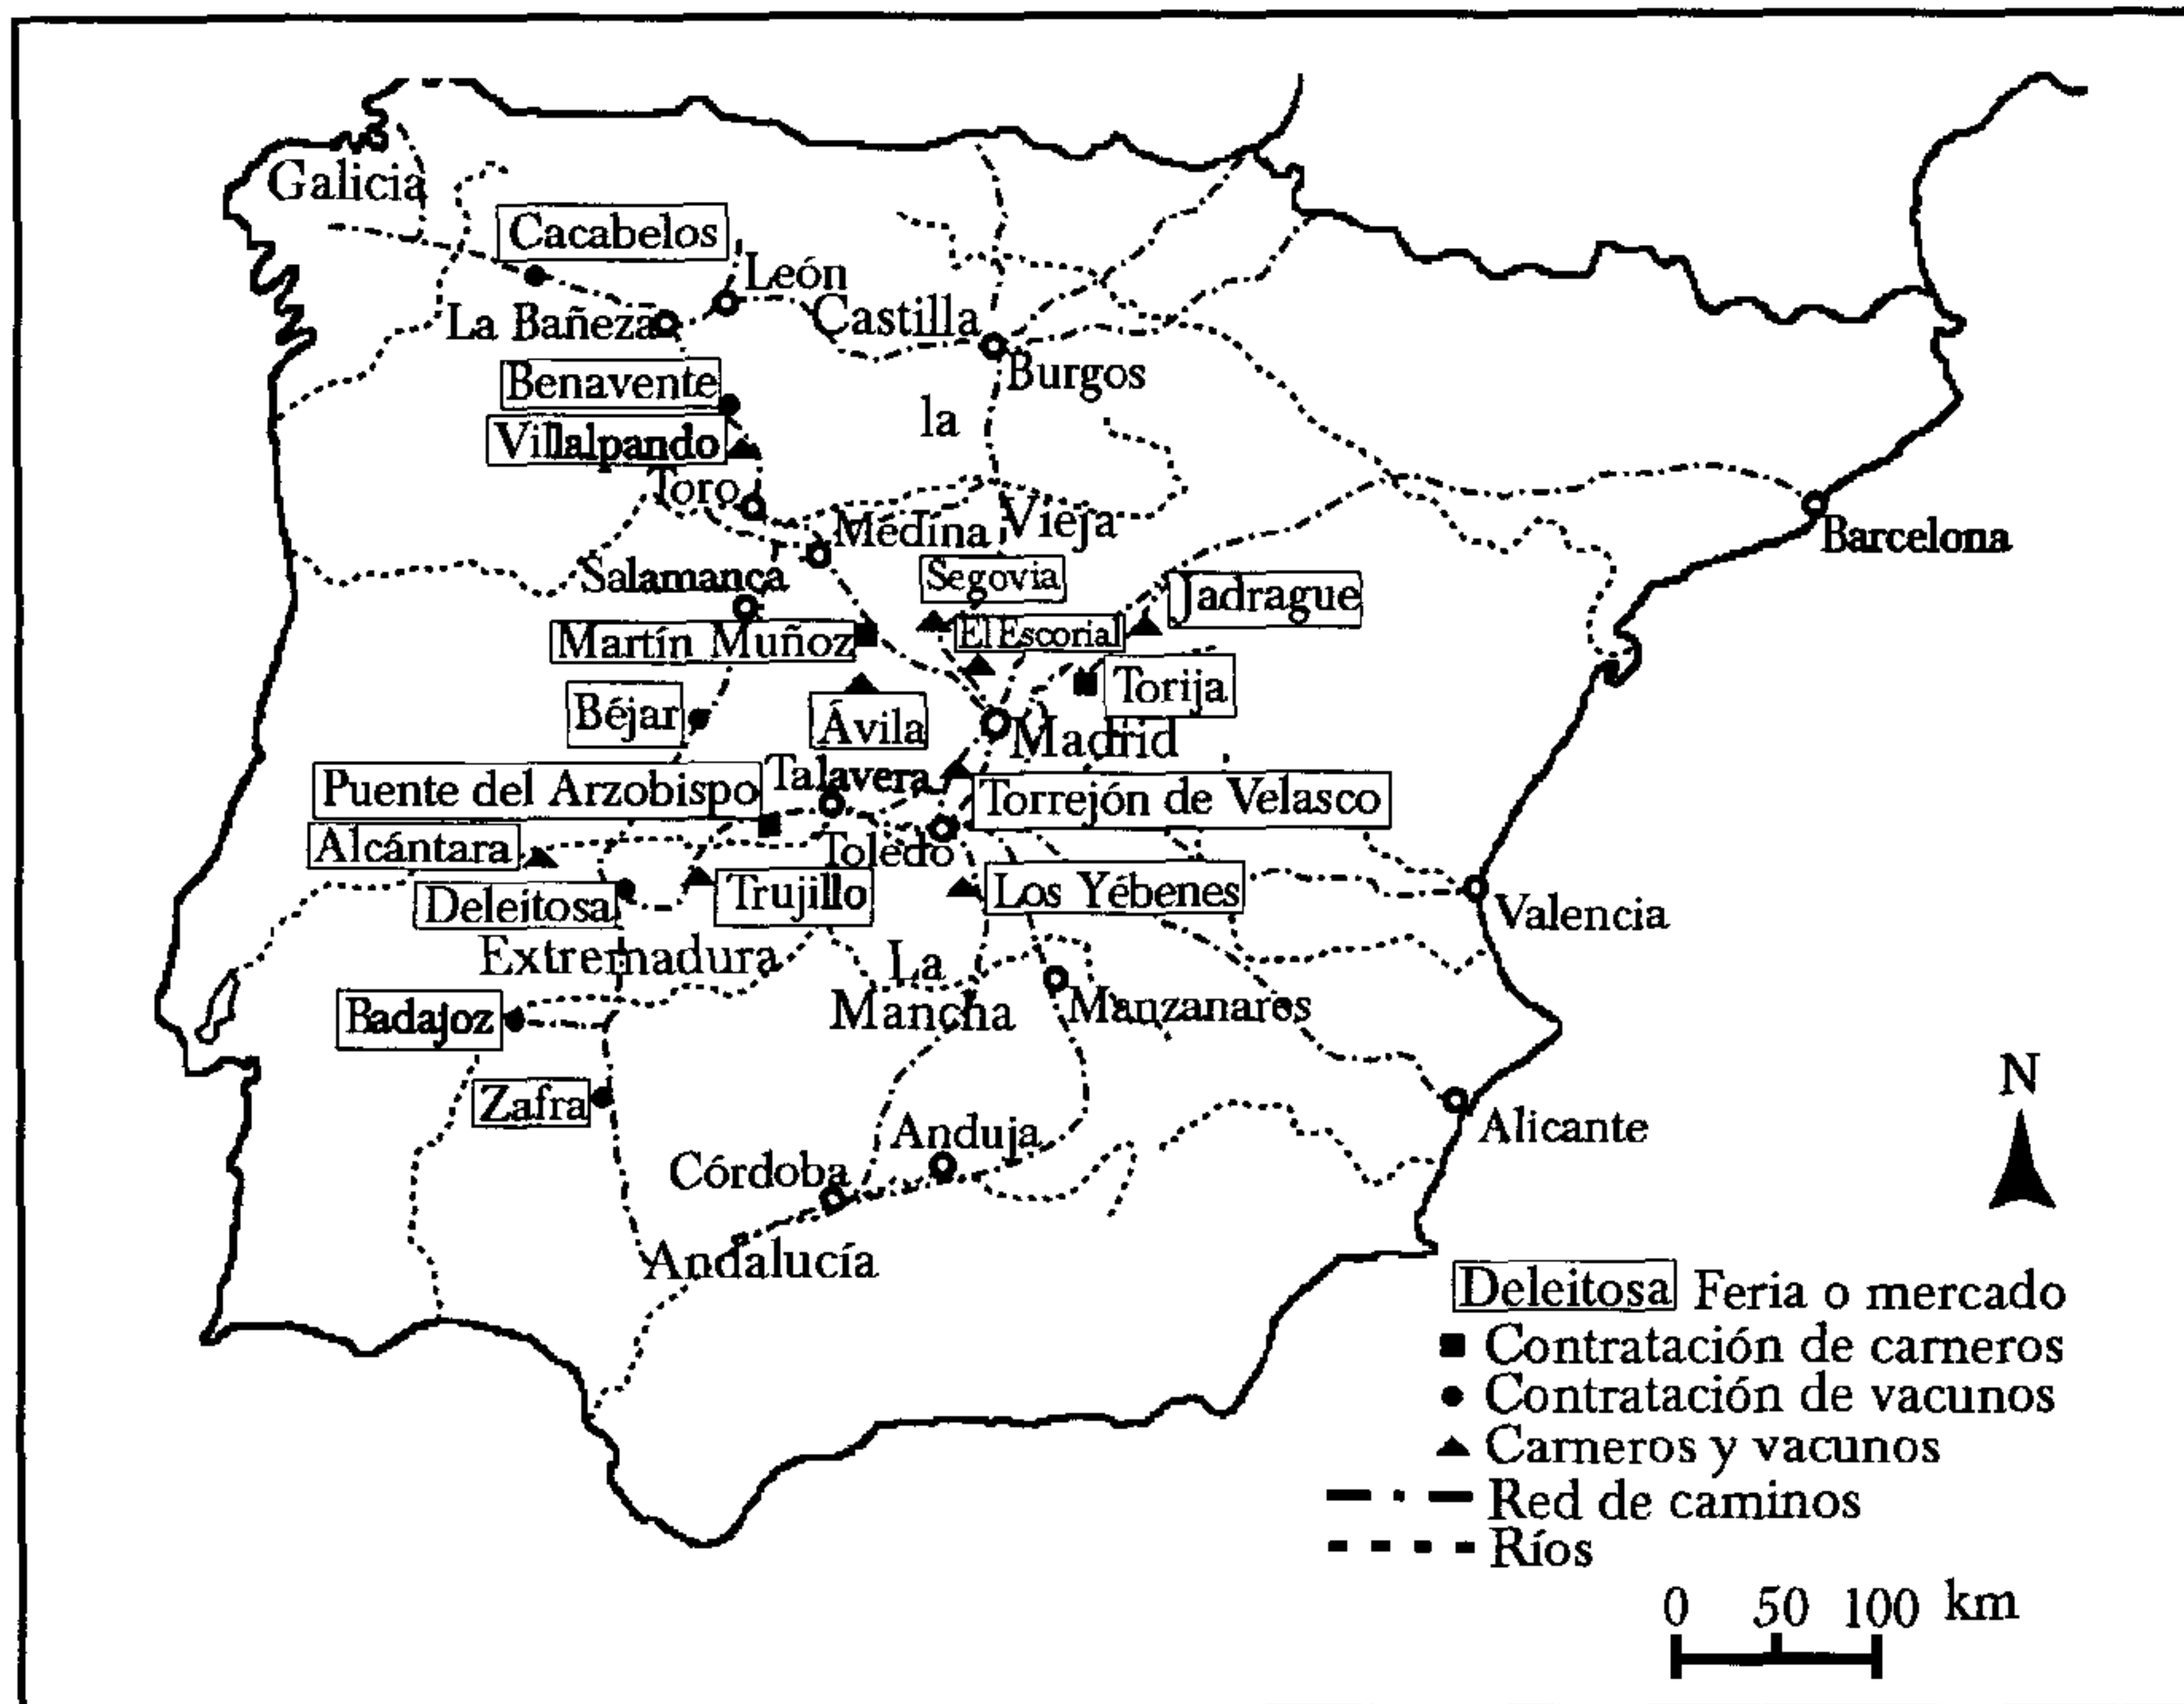 Galicia
Cacabelos
León
La Bañeza
Castilla
Burgos
Benavente
la
Villalpando
Toro
Medina
Vieja
Barcelona
Salamanca
Segovia
Jadraque
Martín Muñoz
El Escorial
Torija
Béjar
Ávila
Madrid
Puente del Arzobispo
Talavera
Torrejón de Velasco
Alcántara
Toledo
Deleitosa
Trujillo
Los Yébenes
Valencia
Extremadura
La
Mancha
Badajoz
Manzanares
Zafra
Anduja
Alicante
Córdoba
Andalucía
N
Deleitosa Feria o mercado
Contratación de carneros
Contratación de vacunos
Carneros y vacunos
Red de caminos
Ríos
0 50 100 km